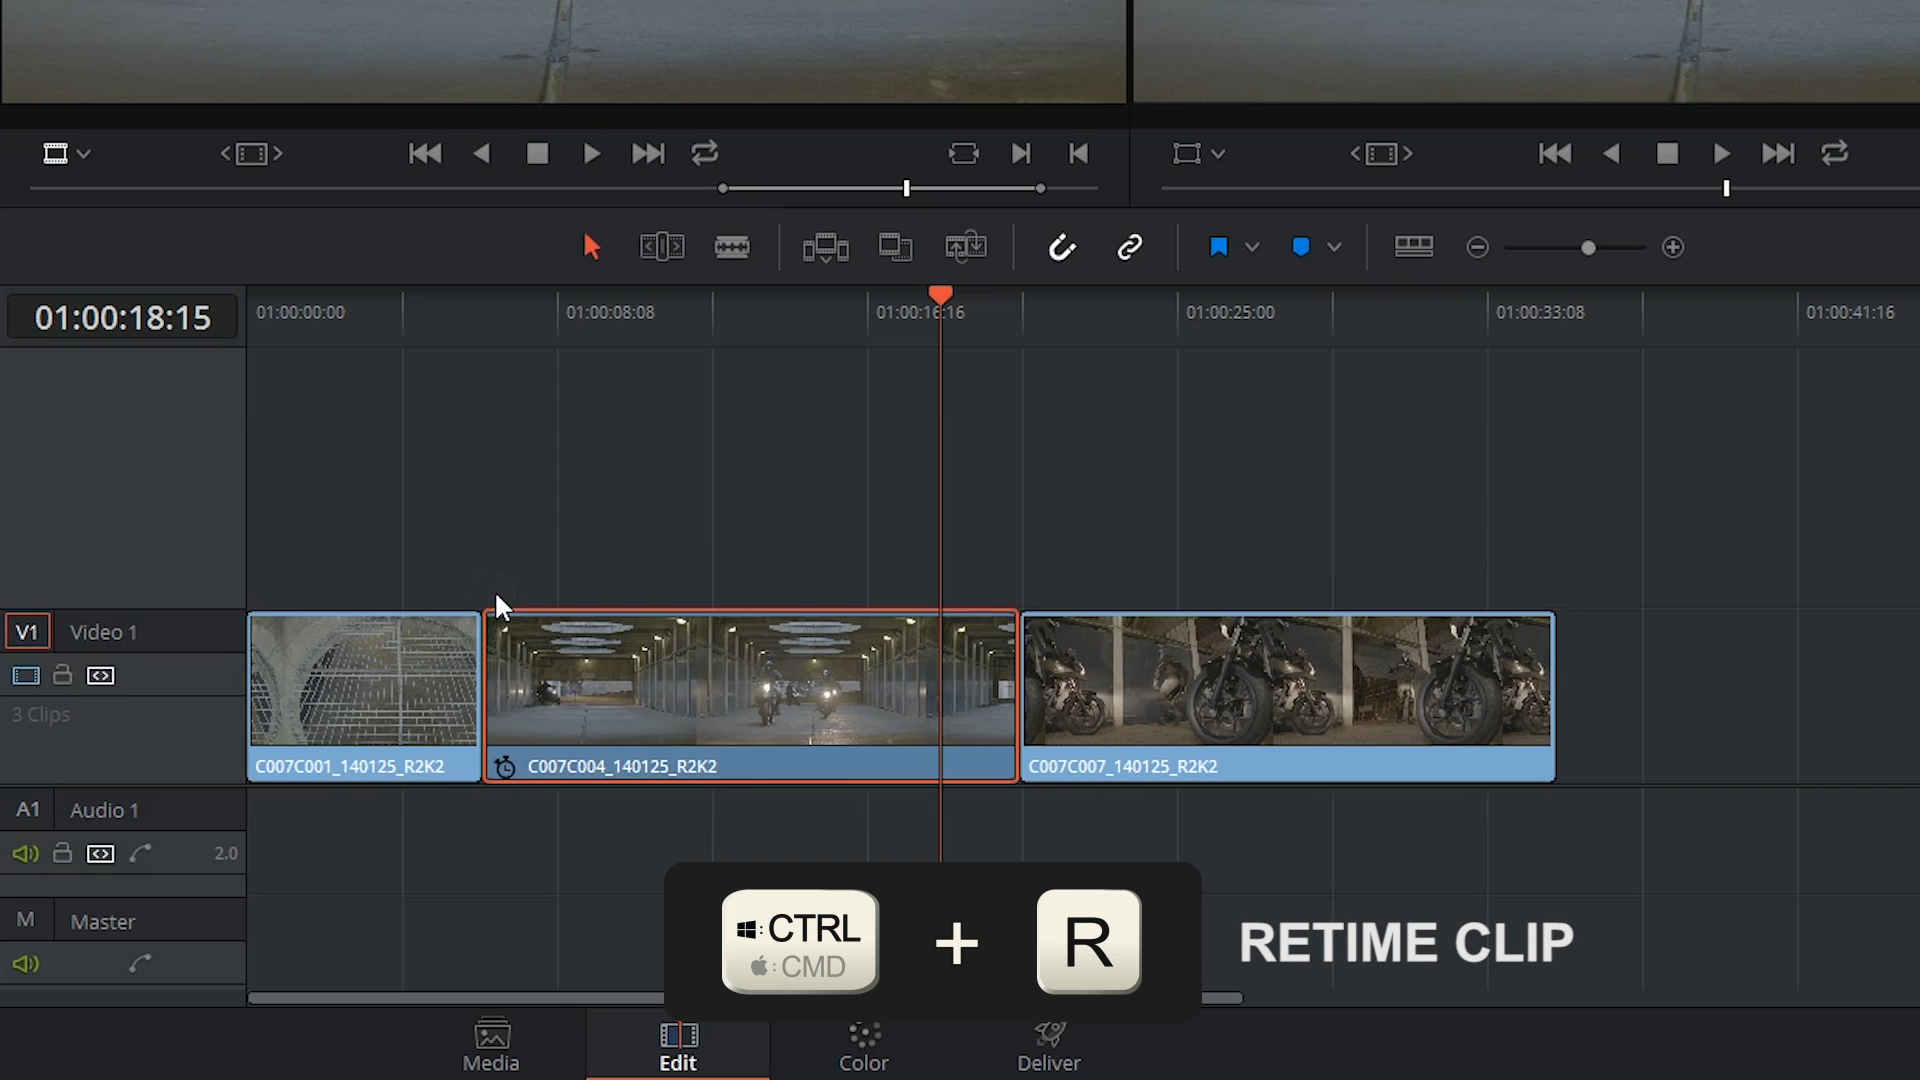 01:00:18:15
01:00:00:00
01:00:08:08
01:00:16:16
01:00:25:00
01:00:33:08
01:00:41:16
V1 Video 1
3 Clips
C007C001_140125_R2K2
C007C004_140125_R2K2
C007C007_140125_R2K2
A1 Audio 1
2.0
M Master
: CTRL
: CMD
+
R
RETIME CLIP
Media
Edit
Color
Deliver